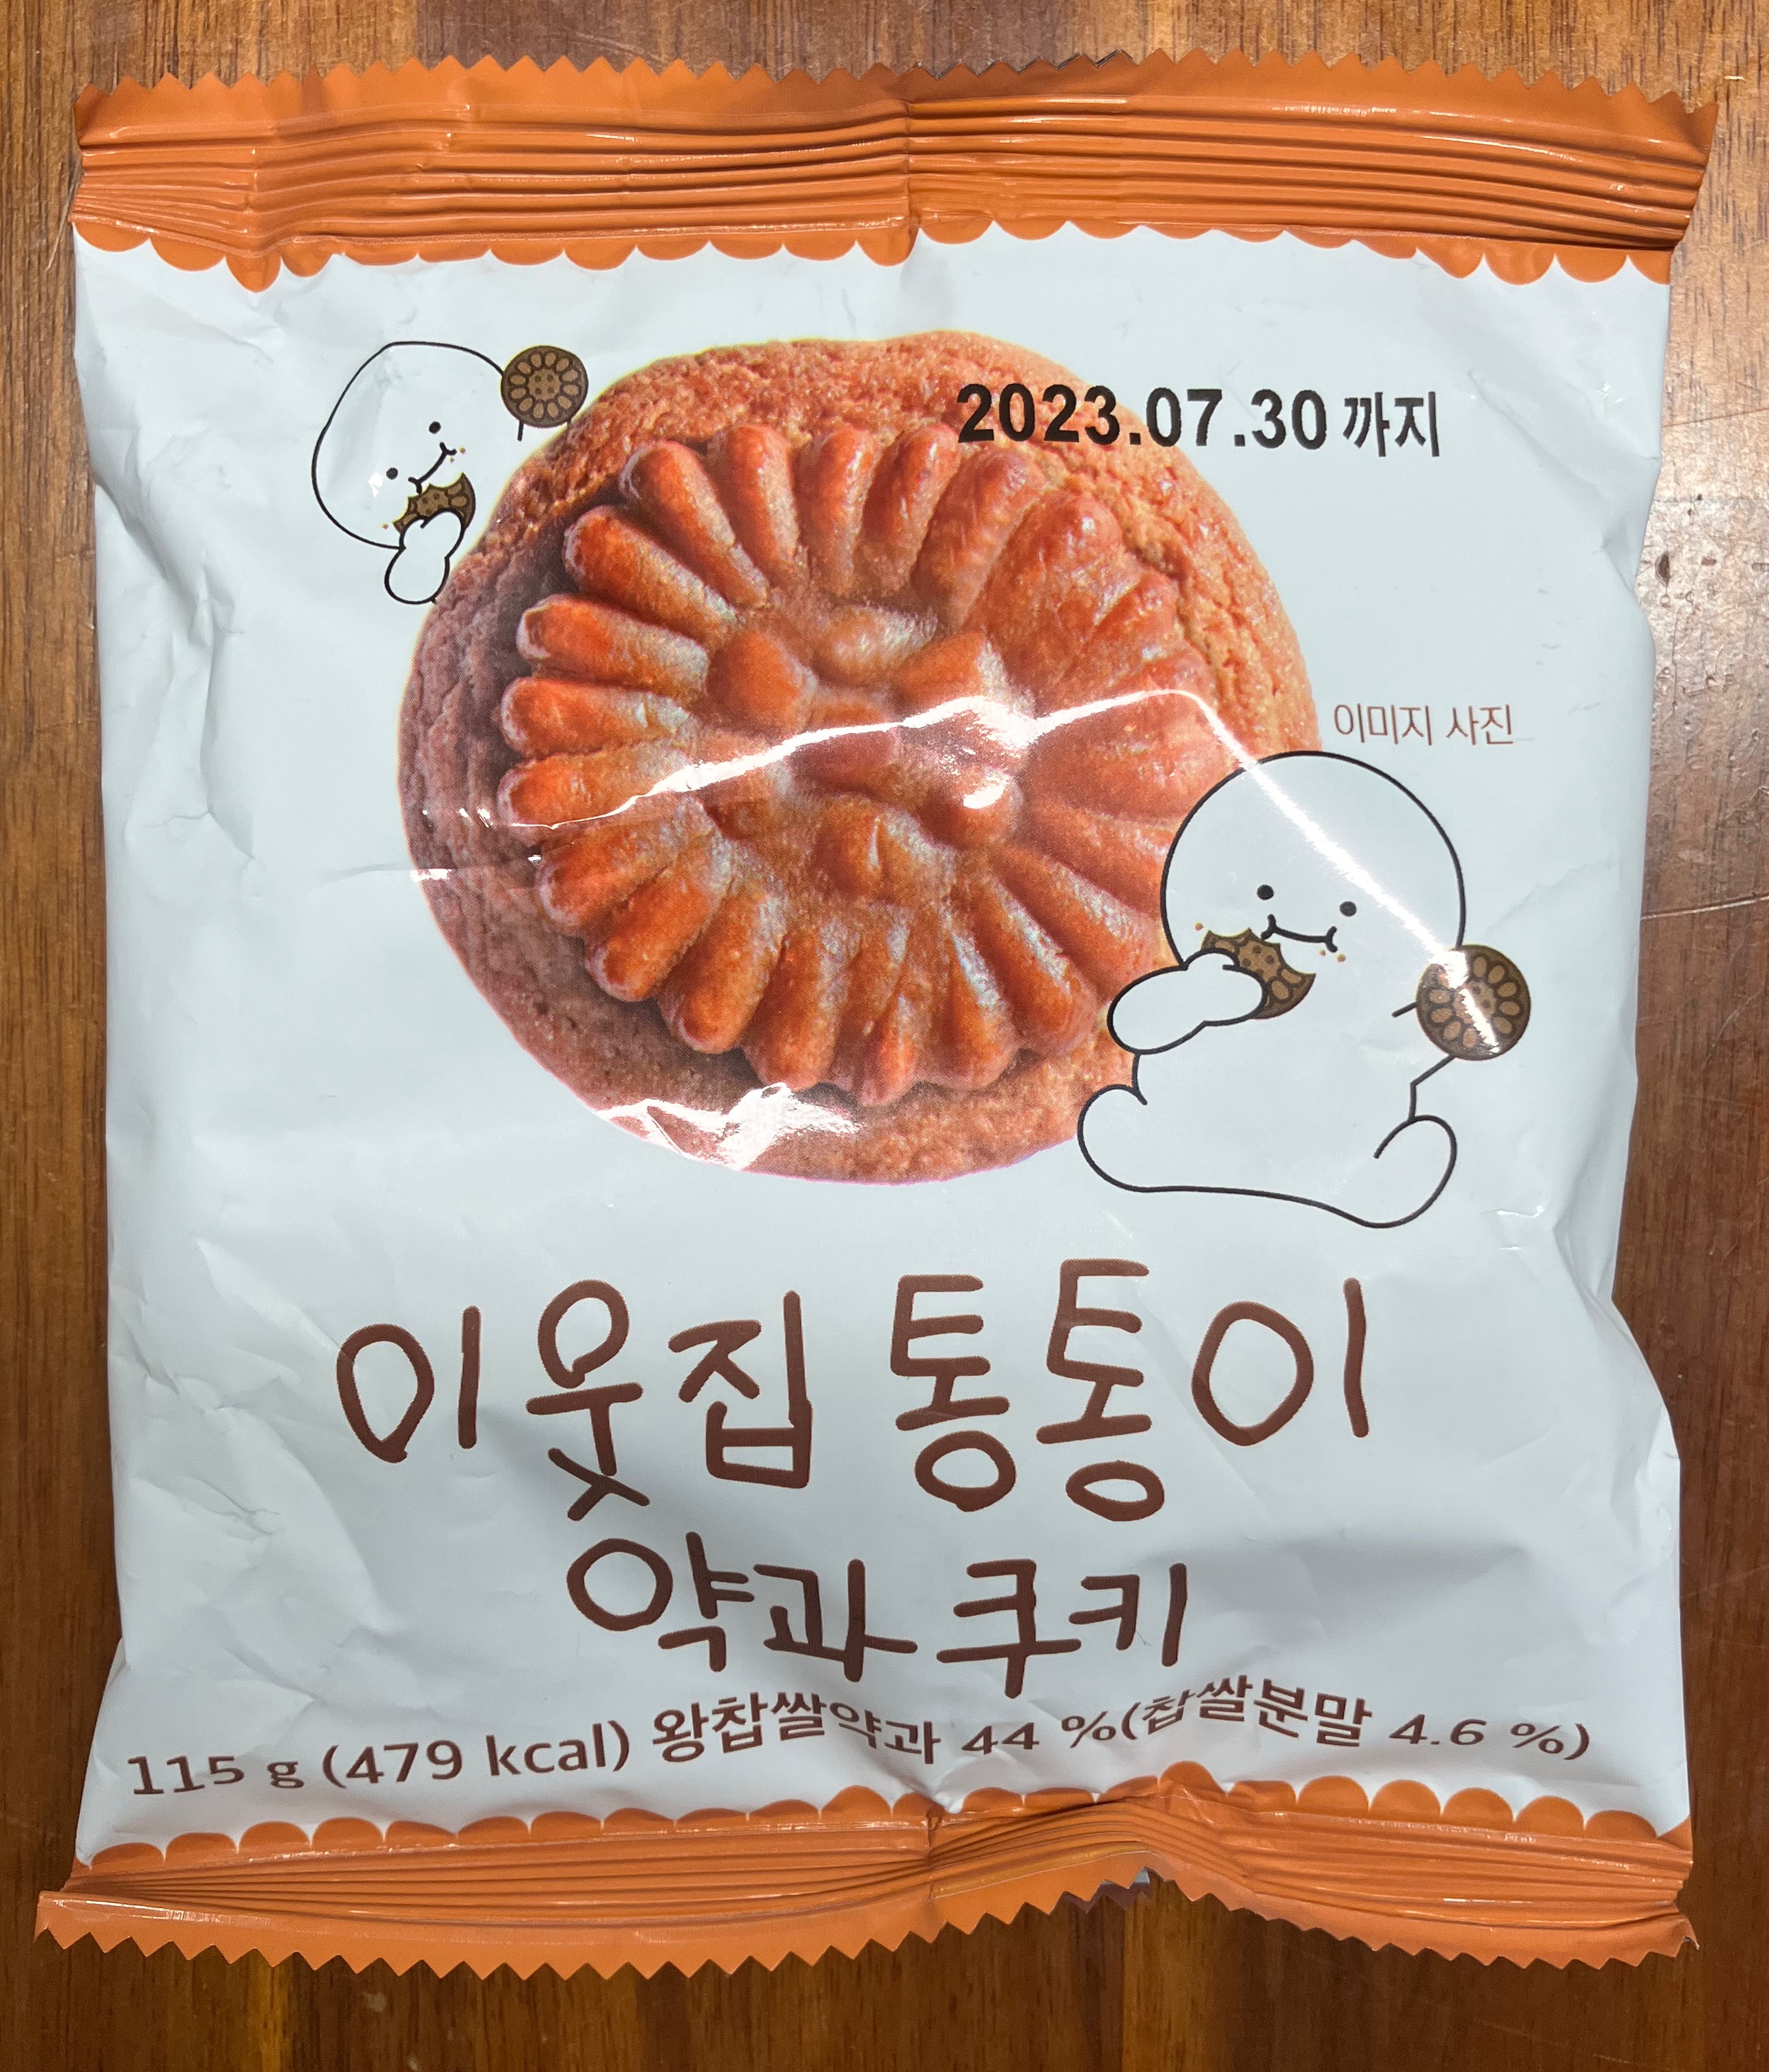 2023.07.30 까지
이미지 사진
이웃집 통통이
약과 쿠키
115 g (479 kcal) 왕찹쌀약과 44 %(찹쌀분말 4.6 %)